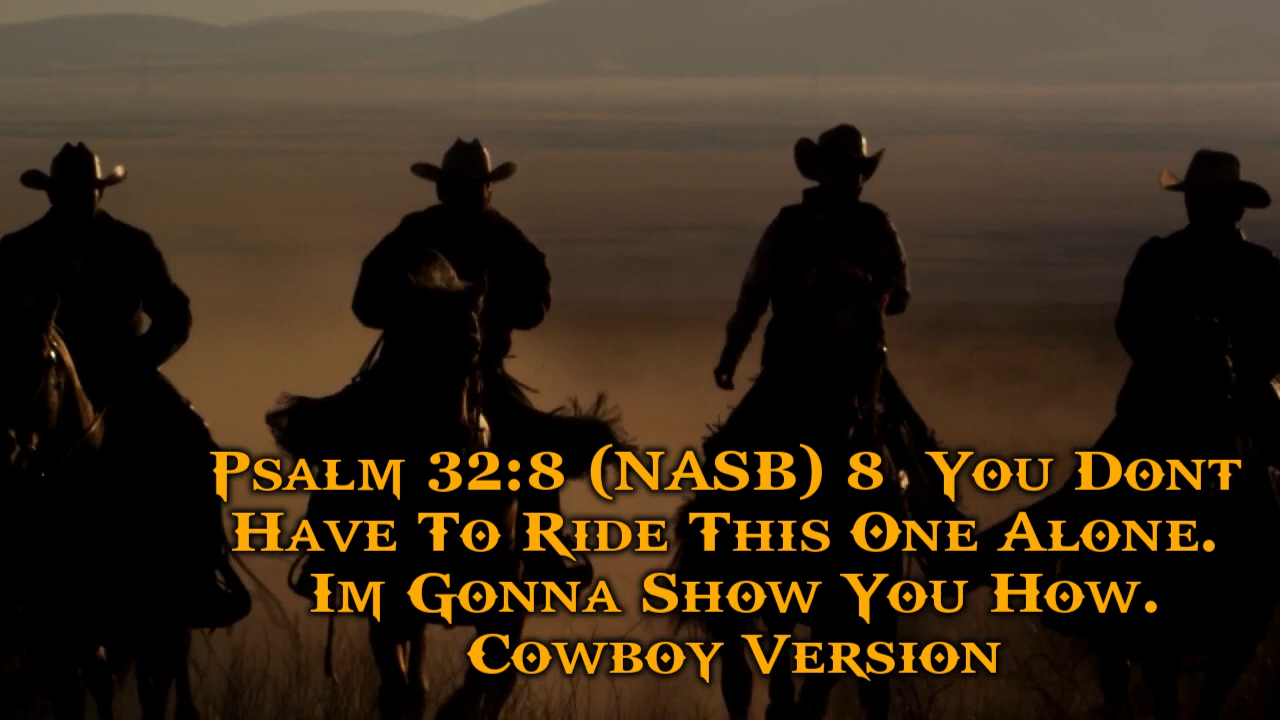 Psalm 32:8 (NASB) 8  You Dont
Have To Ride This One Alone.
Im Gonna Show You How.
Cowboy Version